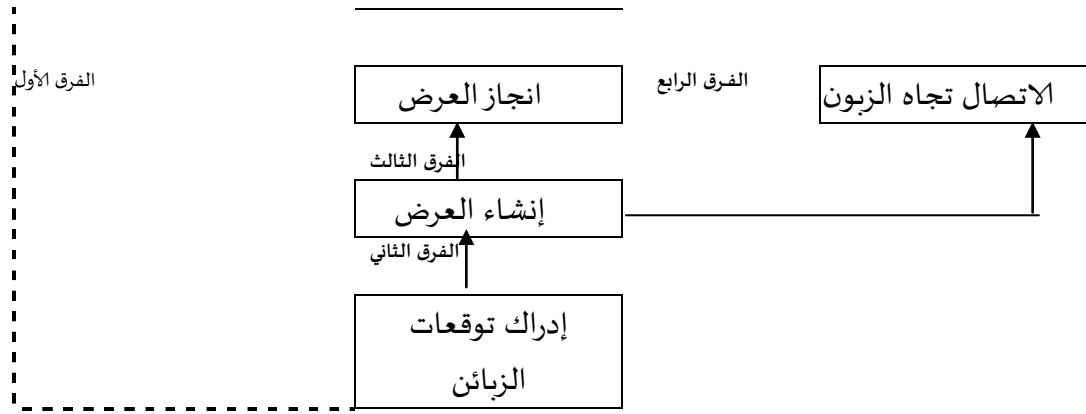 الفرق الأول
انجاز العرض
الفرق الرابع
الاتصال تجاه الزبون
الفرق الثالث
إنشاء العرض
الفرق الثاني
إدراك توقعات
الزبائن